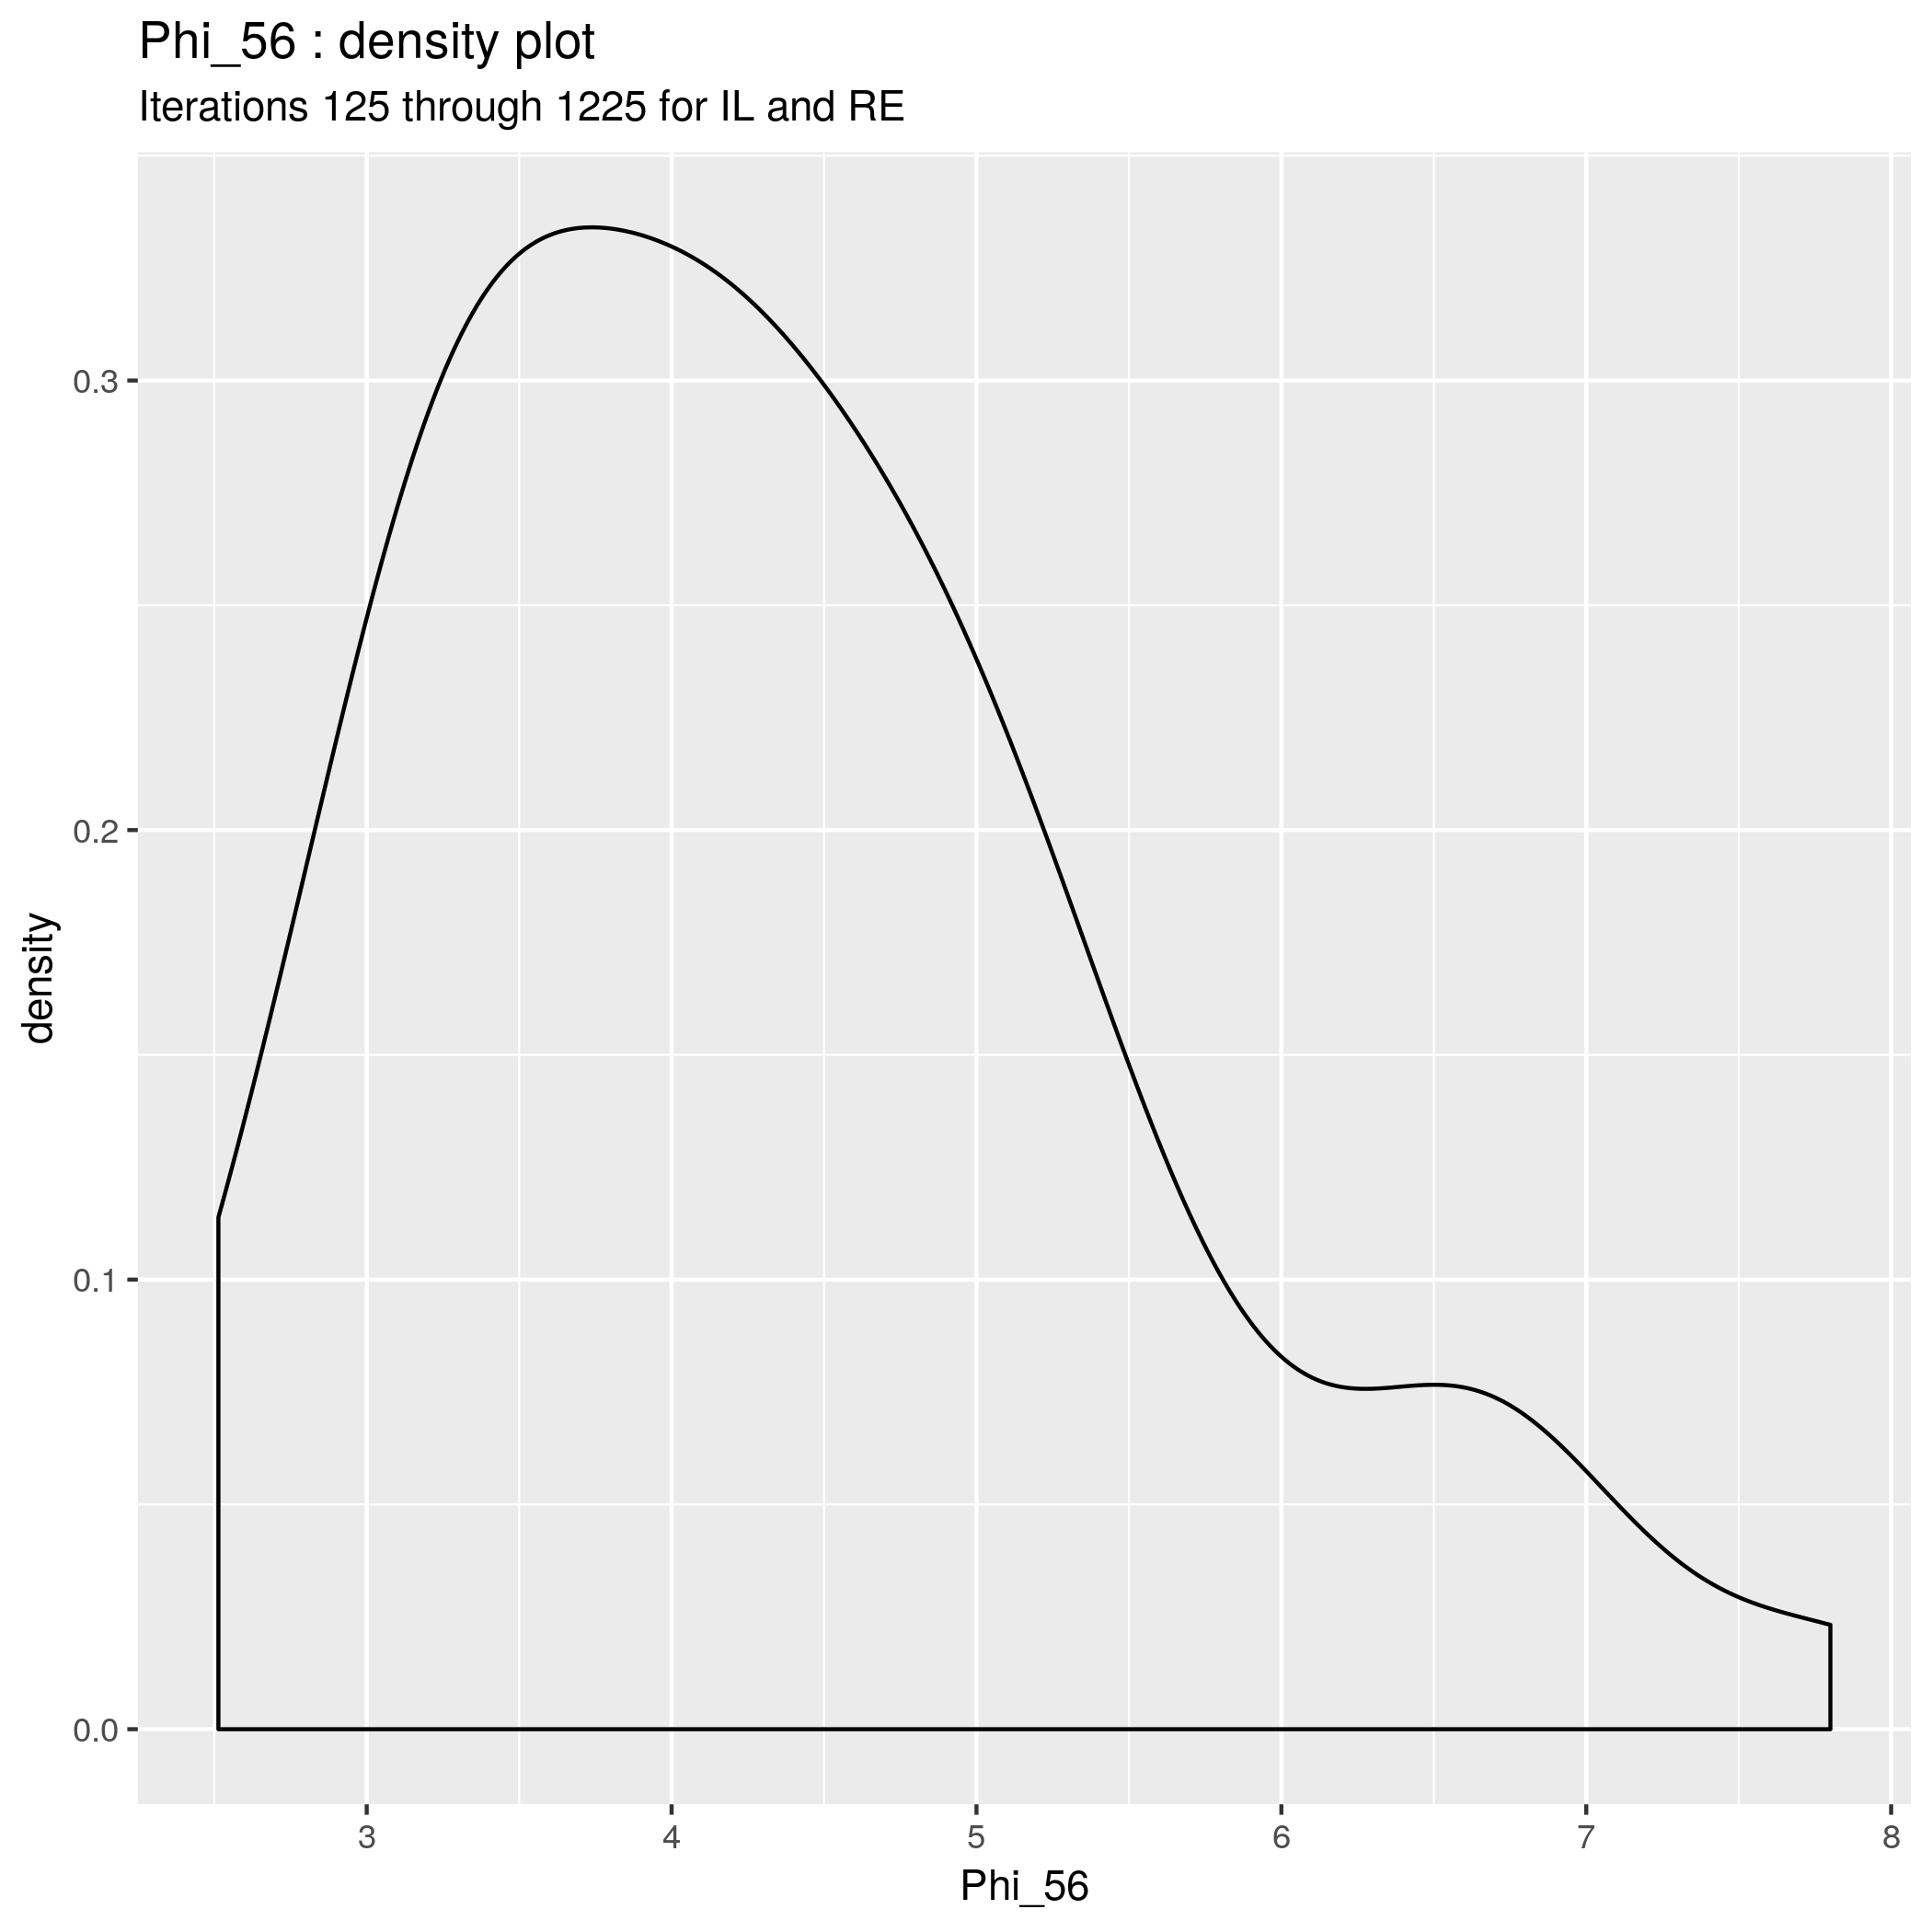 Phi_56 : density plot
Iterations 125 through 1225 for IL and RE
density
0.3
0.2
0.1
0.0
3 4 5 6 7 8
Phi_56